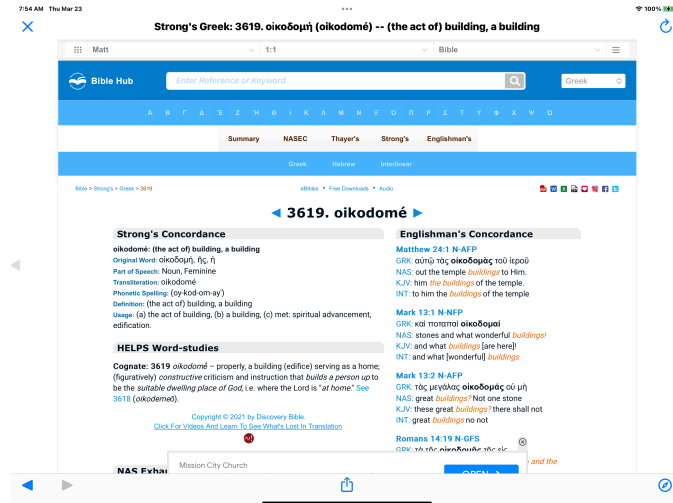 7:54 AM Thu Mar 23
100%
Strong's Greek: 3619. οἰκοδομή (oikodomé) -- (the act of) building, a building
Matt
1:1
Bible
Bible Hub
Enter Reference or Keyword
Greek
Α Β Γ Δ Ἐ Ζ Ἡ Θ Ἰ Κ Λ Μ Ν Ξ Ὁ Π Ρ Σ Τ Υ Φ Χ Ψ Ω
Summary NASEC Thayer's Strong's Englishman's
Greek Hebrew Interlinear
Bible > Strong's > Greek > 3619
eBibles • Free Downloads • Audio
◄ 3619. oikodomé ►
Strong's Concordance
oikodomé: (the act of) building, a building
Original Word: οἰκοδομή, ῆς, ἡ
Part of Speech: Noun, Feminine
Transliteration: oikodomé
Phonetic Spelling: (oy-kod-om-ay')
Definition: (the act of) building, a building
Usage: (a) the act of building, (b) a building, (c) met: spiritual advancement,
edification.
HELPS Word-studies
Cognate: 3619 oikodomḗ – properly, a building (edifice) serving as a home;
(figuratively) constructive criticism and instruction that builds a person up to
be the suitable dwelling place of God, i.e. where the Lord is "at home." See
3618 (oikodomeō).
Copyright © 2021 by Discovery Bible.
Click For Videos And Learn To See What's Lost In Translation
Englishman's Concordance
Matthew 24:1 N-AFP
GRK: αὐτῷ τὰς οἰκοδομὰς τοῦ ἱεροῦ
NAS: out the temple buildings to Him.
KJV: him the buildings of the temple.
INT: to him the buildings of the temple
Mark 13:1 N-NFP
GRK: καὶ ποταπαὶ οἰκοδομαί
NAS: stones and what wonderful buildings!
KJV: and what buildings [are here]!
INT: and what [wonderful] buildings
Mark 13:2 N-AFP
GRK: τὰς μεγάλας οἰκοδομάς οὐ μὴ
NAS: great buildings? Not one stone
KJV: these great buildings? there shall not
INT: great buildings no not
Romans 14:19 N-GFS
GRK: τὰ τῆς οἰκοδομῆς τῆς εἰς
and the
Mission City Church
OPEN